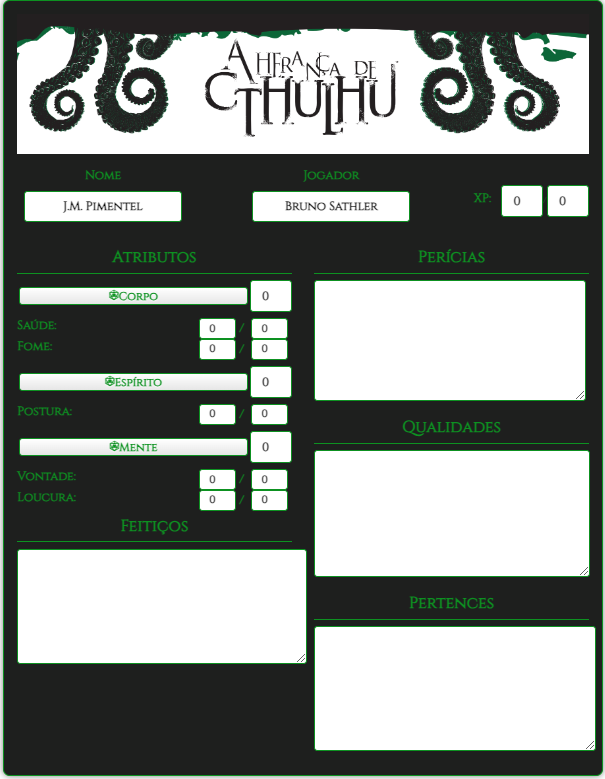 A HERANÇA DE
CTHULHU
Nome
Jogador
XP:
J.M. Pimentel
Bruno Sathler
0 0
Atributos
Perícias
Corpo 0
Saúde: 0 / 0
Fome: 0 / 0
Espírito 0
Postura: 0 / 0
Qualidades
Mente 0
Vontade: 0 / 0
Loucura: 0 / 0
Feitiços
Pertences